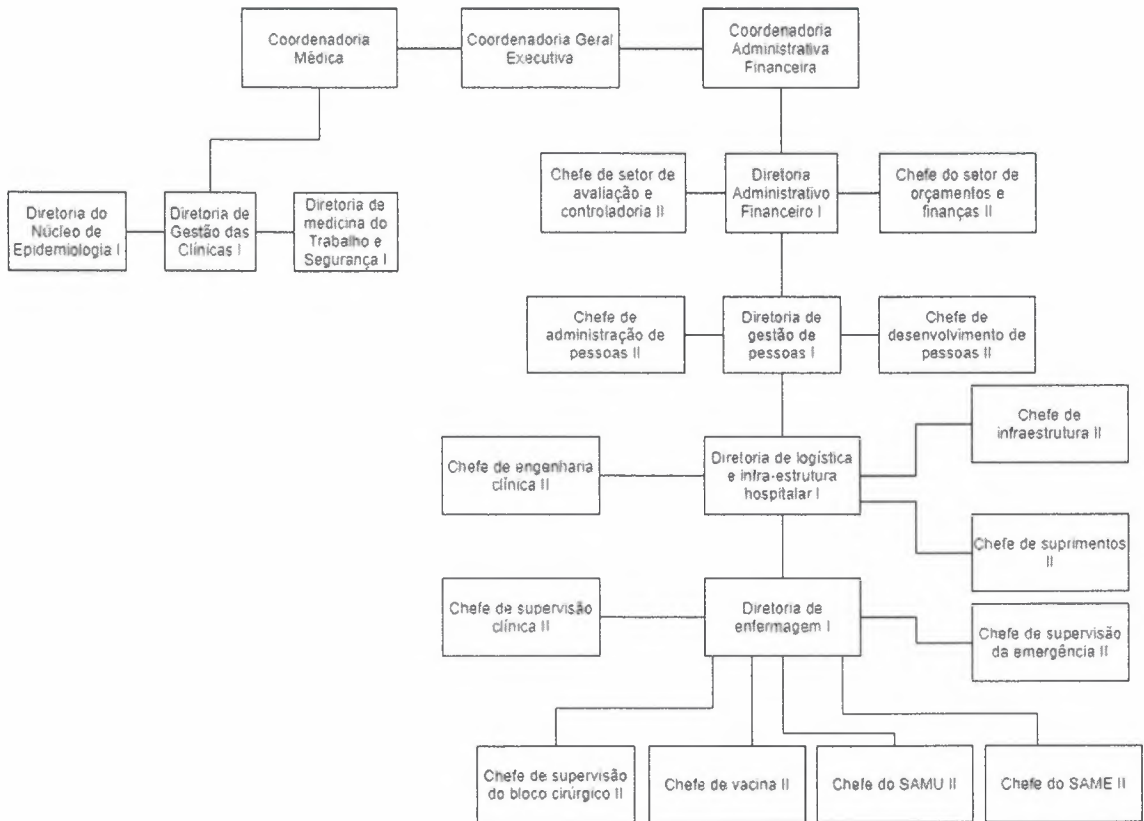 Coordenadoria
Médica
Coordenadoria Geral
Executiva
Coordenadoria
Administrativa
Financeira
Diretoria do
Núcleo de
Epidemiologia I
Diretoria de
Gestão das
Clínicas I
Diretoria de
medicina do
Trabalho e
Segurança I
Chefe de setor de
avaliação e
controladoria II
Diretoria
Administrativo
Financeiro I
Chefe do setor de
orçamentos e
finanças II
Chefe de
administração de
pessoas II
Diretoria de
gestão de
pessoas I
Chefe de
desenvolvimento de
pessoas II
Chefe de engenharia
clínica II
Diretoria de logística
e infra-estrutura
hospitalar I
Chefe de
infraestrutura II
Chefe de suprimentos
II
Chefe de supervisão
clínica II
Diretoria de
enfermagem I
Chefe de supervisão
da emergência II
Chefe de supervisão
do bloco cirúrgico II
Chefe de vacina II
Chefe do SAMU II
Chefe do SAME II